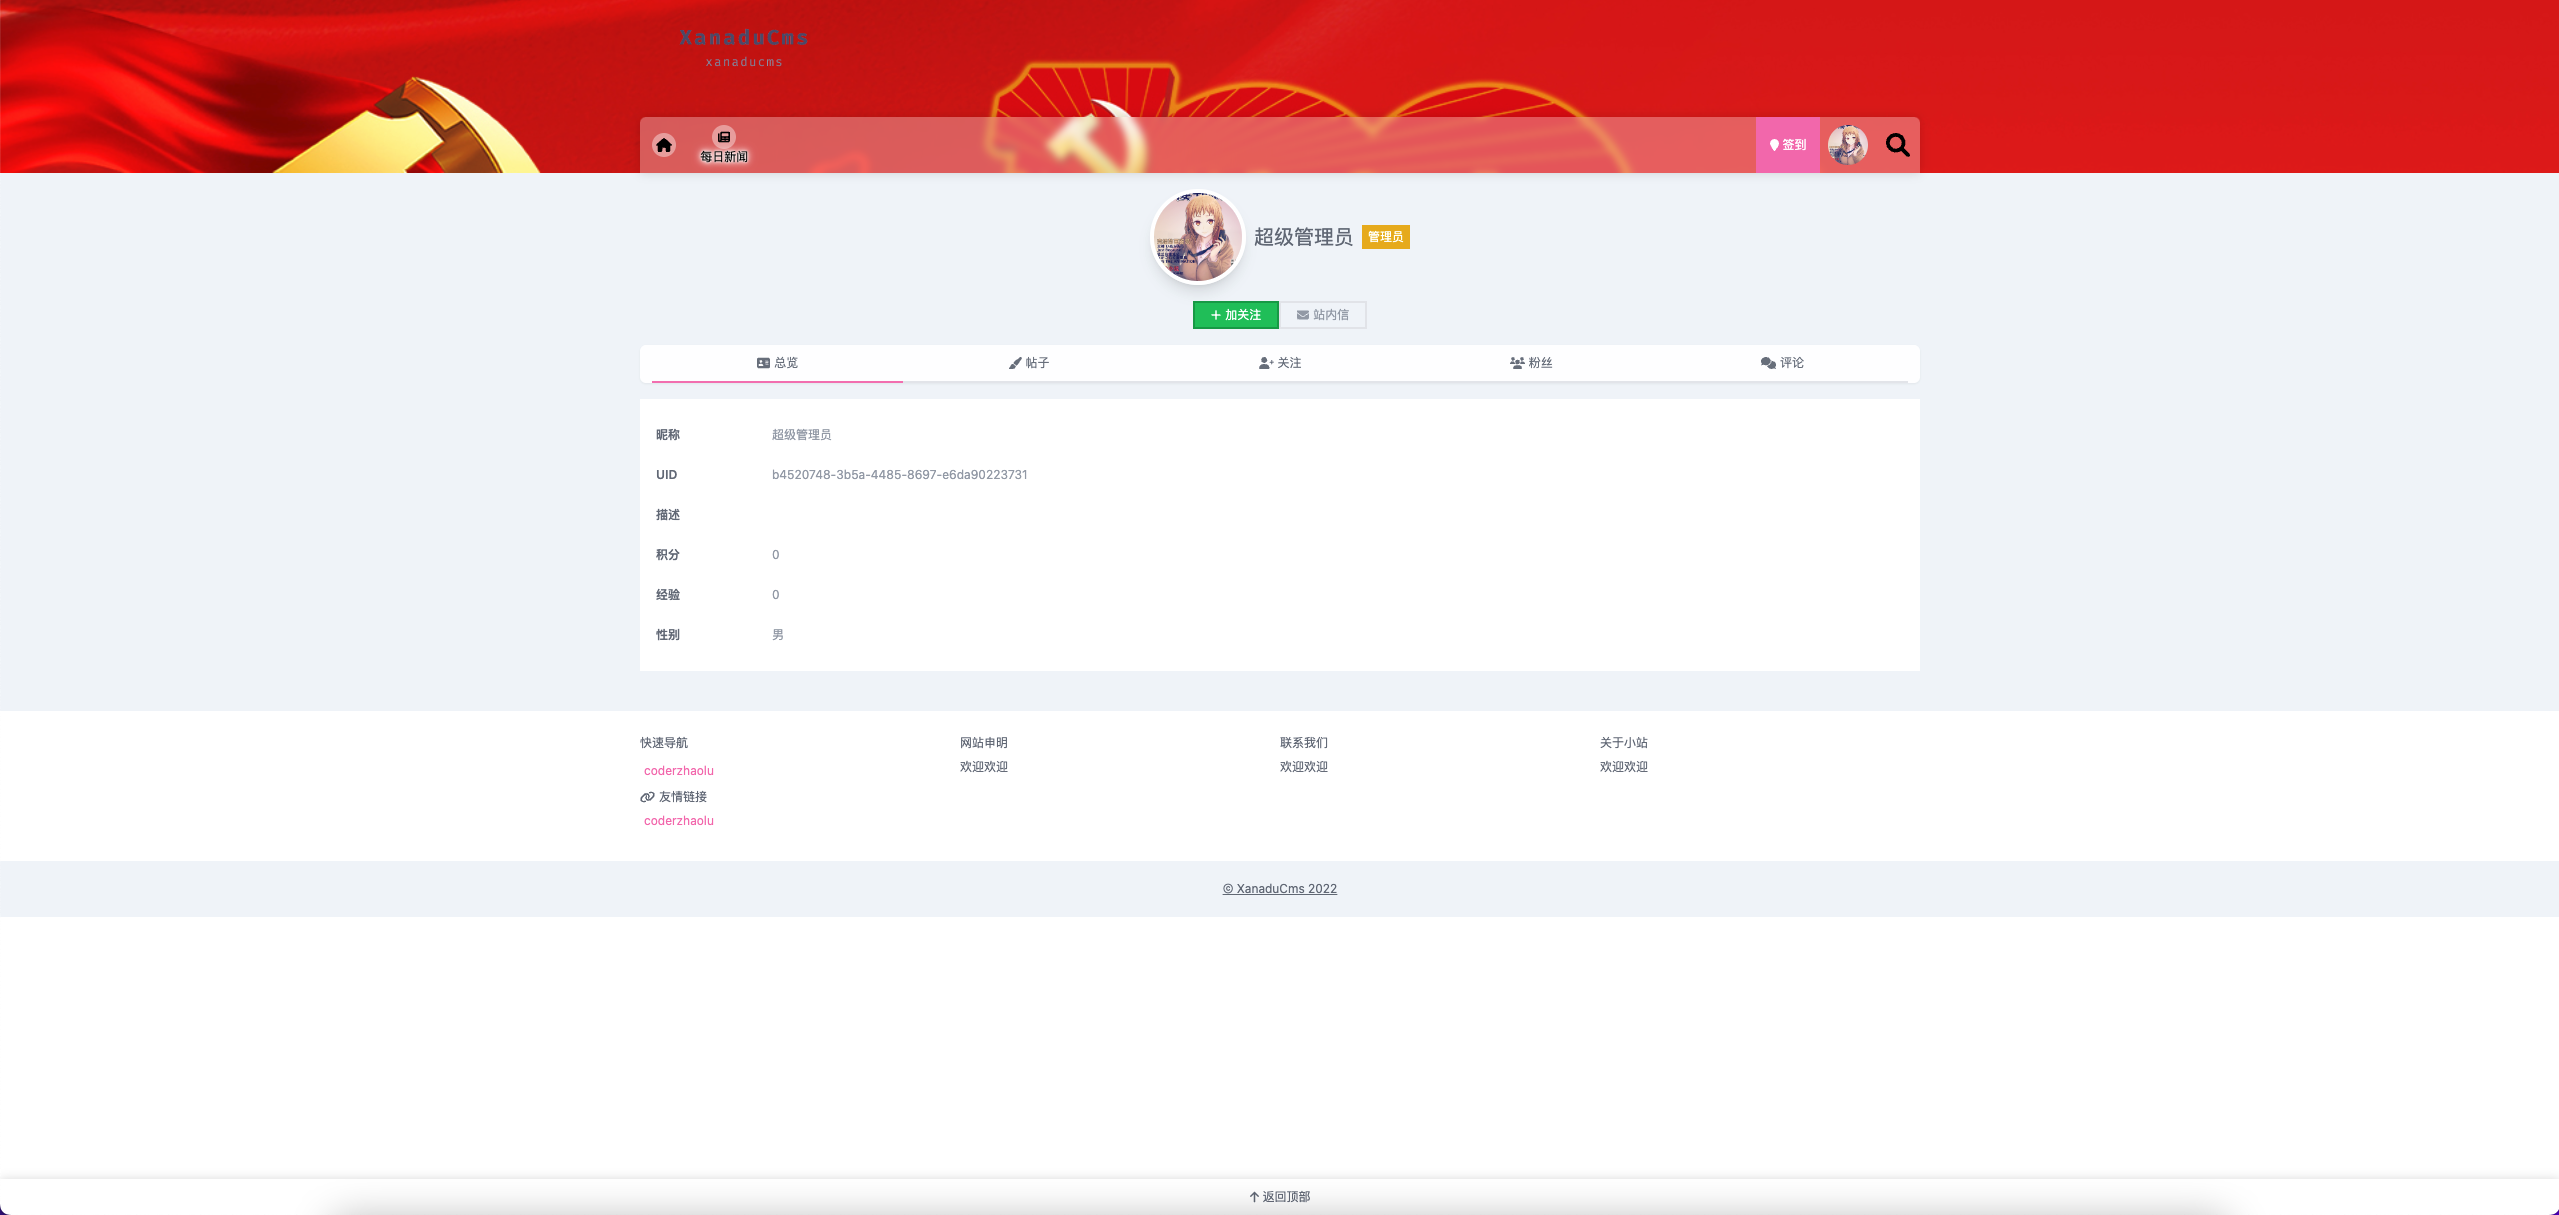 XamaduCms
xanaducms
每日新闻
签到
超级管理员 管理员
加关注 站内信
总览 帖子 关注 粉丝 评论
昵称 超级管理员
UID b4520748-3b5a-4485-8697-e6da90223731
描述
积分 0
经验 0
性别 男
快速导航
coderzhaolu
友情链接
coderzhaolu
网站申明
欢迎欢迎
联系我们
欢迎欢迎
关于小站
欢迎欢迎
© XanaduCms 2022
返回顶部